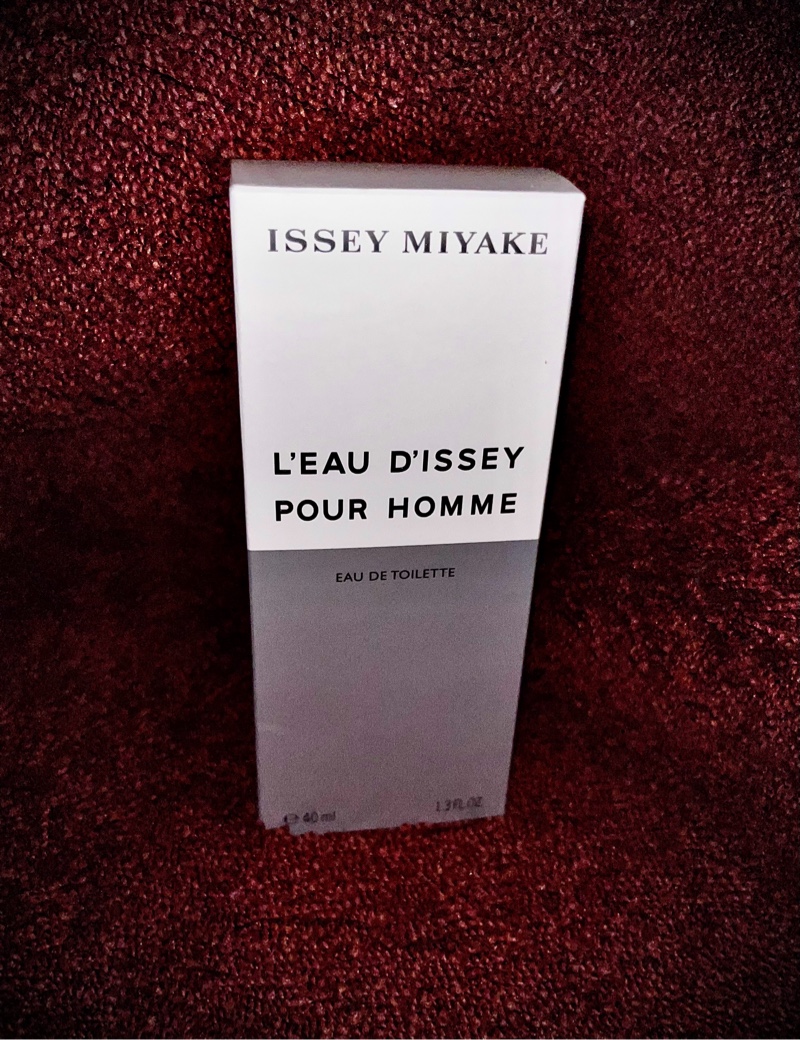 ISSEY MIYAKE
L'EAU D'ISSEY
POUR HOMME
EAU DE TOILETTE
℮ 40 ml
1.3 FL.OZ